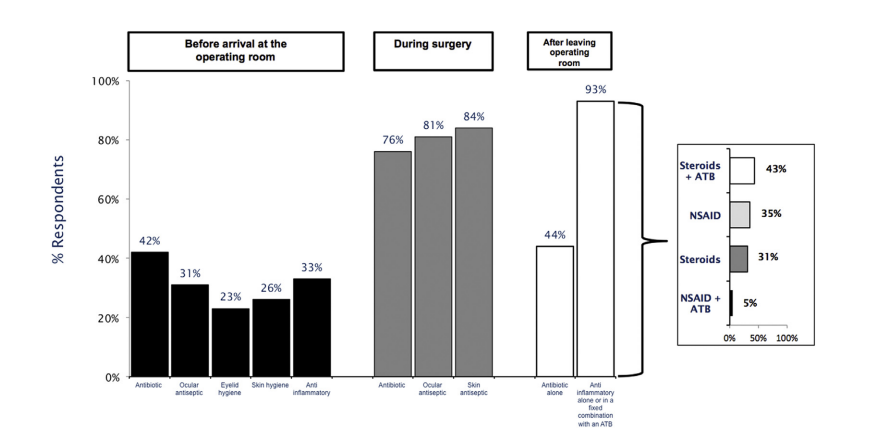 Before arrival at the
operating room
During surgery
After leaving
operating
room
% Respondents
100%
80%
60%
40%
20%
0%
42%
31%
23%
26%
33%
76%
81%
84%
44%
93%
Antibiotic
Ocular
antiseptic
Eyelid
hygiene
Skin hygiene
Anti
inflammatory
Antibiotic
Ocular
antiseptic
Skin
antiseptic
Antibiotic
alone
Anti
inflammatory
alone or in a
fixed
combination
with an ATB
Steroids
+ ATB
43%
NSAID
35%
Steroids
31%
NSAID +
ATB
5%
0%
50%
100%